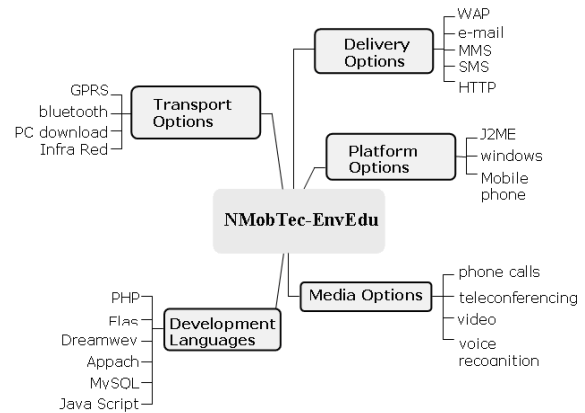 WAP
e-mail
MMS
SMS
HTTP
Delivery
Options
GPRS
bluetooth
PC download
Infra Red
Transport
Options
J2ME
windows
Mobile
phone
Platform
Options
NMobTec-EnvEdu
Media Options
phone calls
teleconferencing
video
voice
recognition
PHP
Flas
Dreamwev
Appach
MySQL
Java Script
Development
Languages